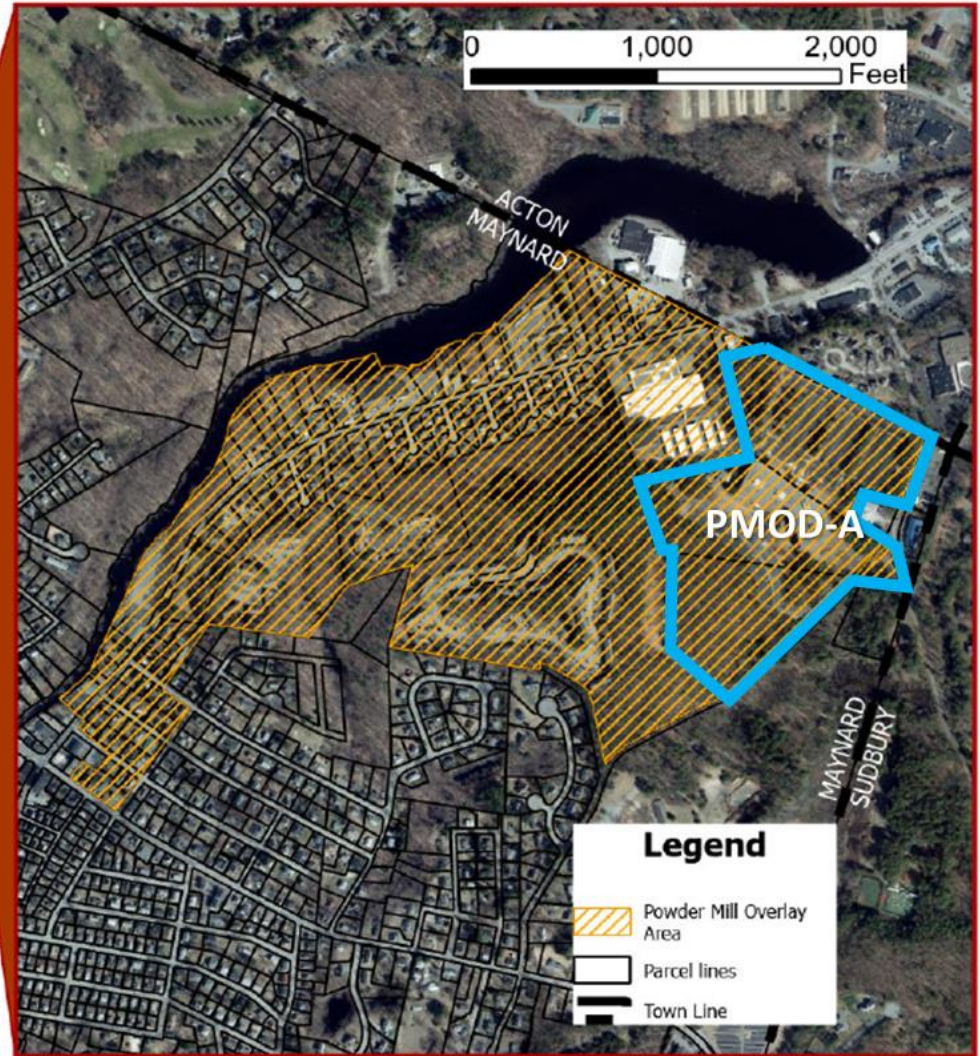 0 1,000 2,000
Feet
ACTON
MAYNARD
PMOD-A
MAYNARD
SUDBURY
Legend
Powder Mill Overlay
Area
Parcel lines
Town Line